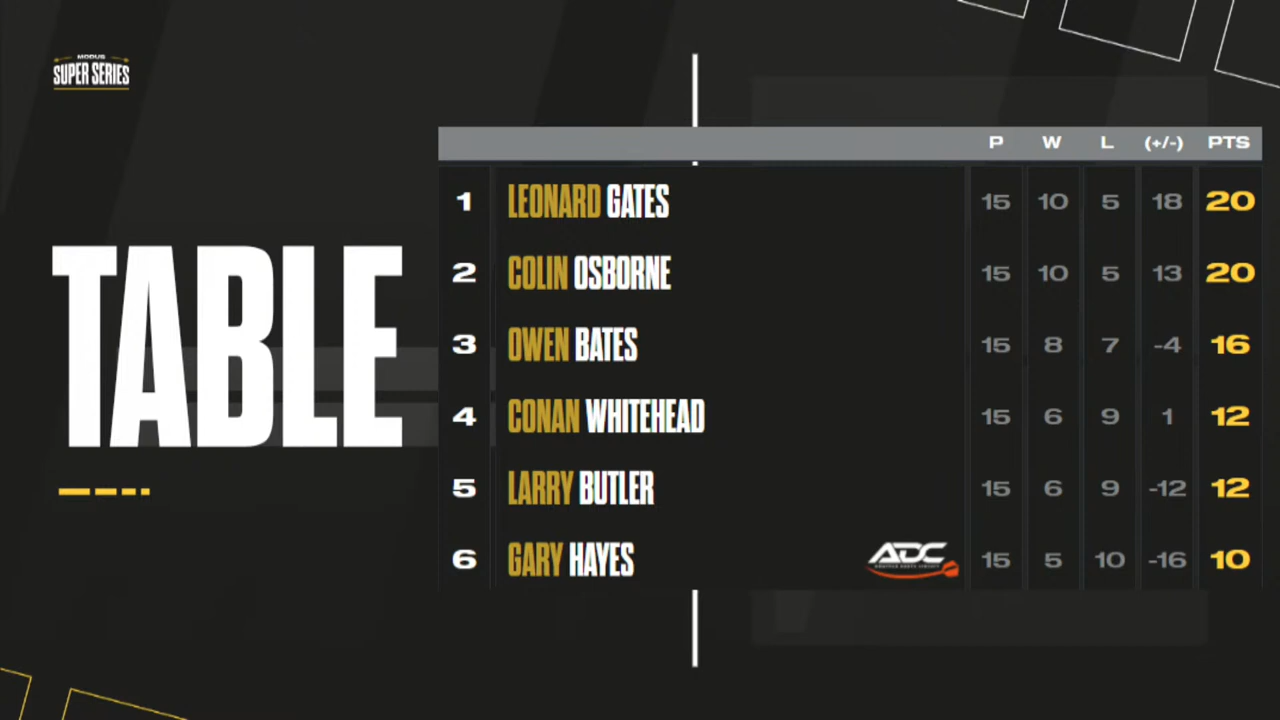 MODUS
SUPER SERIES
P W L (+/-) PTS
TABLE
1 LEONARD GATES 15 10 5 18 20
2 COLIN OSBORNE 15 10 5 13 20
3 OWEN BATES 15 8 7 -4 16
4 CONAN WHITEHEAD 15 6 9 1 12
5 LARRY BUTLER 15 6 9 -12 12
6 GARY HAYES ADC 15 5 10 -16 10